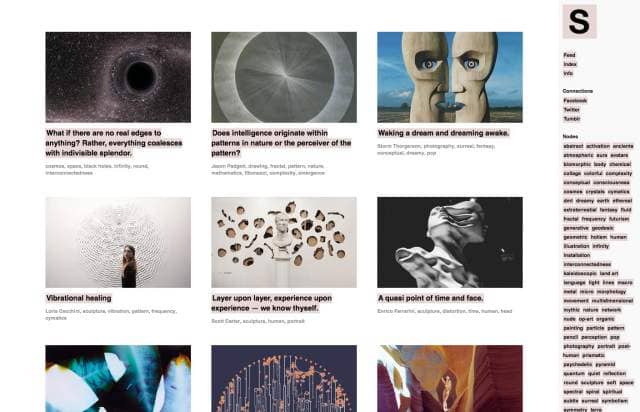 S
Feed
Index
Info
Connections
Facebook
Twitter
Tumblr
Nodes
abstract activation ancients
atmospheric aura avatars
biomorphic body chemical
collage colorful complexity
conceptual consciousness
cosmos crystals cymatics
dmt dreamy earth ethereal
extraterrestrial fantasy fluid
fractal frequency futurism
generative geodesic
geometric holism human
illustration infinity
installation
interconnectedness
kaleidoscopic land art
language light lines macro
metal micro morphology
movement multidimensional
mythic nature network
nude op-art organic
painting particle pattern
pencil perception pop
photography portrait post-
human prismatic
psychedelic pyramid
quantum quiet reflection
round sculpture soft space
spectral spiral spiritual
subtle surreal symbolism
symmetry terra
What if there are no real edges to
anything? Rather, everything coalesces
with indivisible splendor.
cosmos, space, black holes, infinity, round,
interconnectedness
Does intelligence originate within
patterns in nature or the perceiver of the
pattern?
Jason Padgett, drawing, fractal, pattern, nature,
mathematics, fibonacci, complexity, emergence
Waking a dream and dreaming awake.
Storm Thorgerson, photography, surreal, fantasy,
conceptual, dreamy, pop
Vibrational healing
Loris Cecchini, sculpture, vibration, pattern, frequency,
cymatics
Layer upon layer, experience upon
experience — we know thyself.
Scott Carter, sculpture, human, portrait
A quasi point of time and face.
Enrico Ferrarini, sculpture, distortion, time, human, head